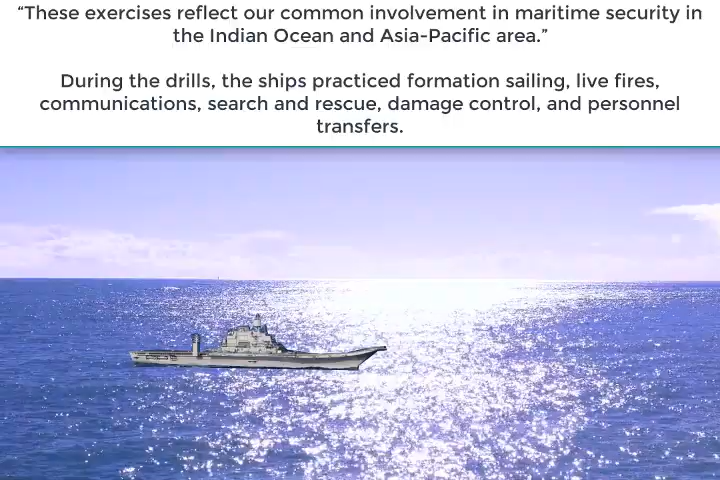 “These exercises reflect our common involvement in maritime security in
the Indian Ocean and Asia-Pacific area.”
During the drills, the ships practiced formation sailing, live fires,
communications, search and rescue, damage control, and personnel
transfers.